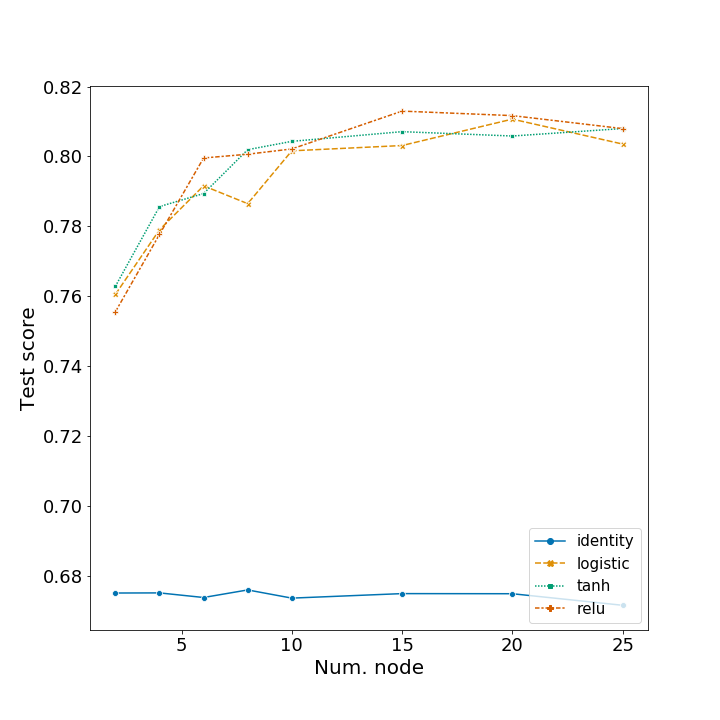 0.82
0.80
0.78
0.76
0.74
0.72
0.70
0.68
Test score
5 10 15 20 25
Num. node
identity
logistic
tanh
relu